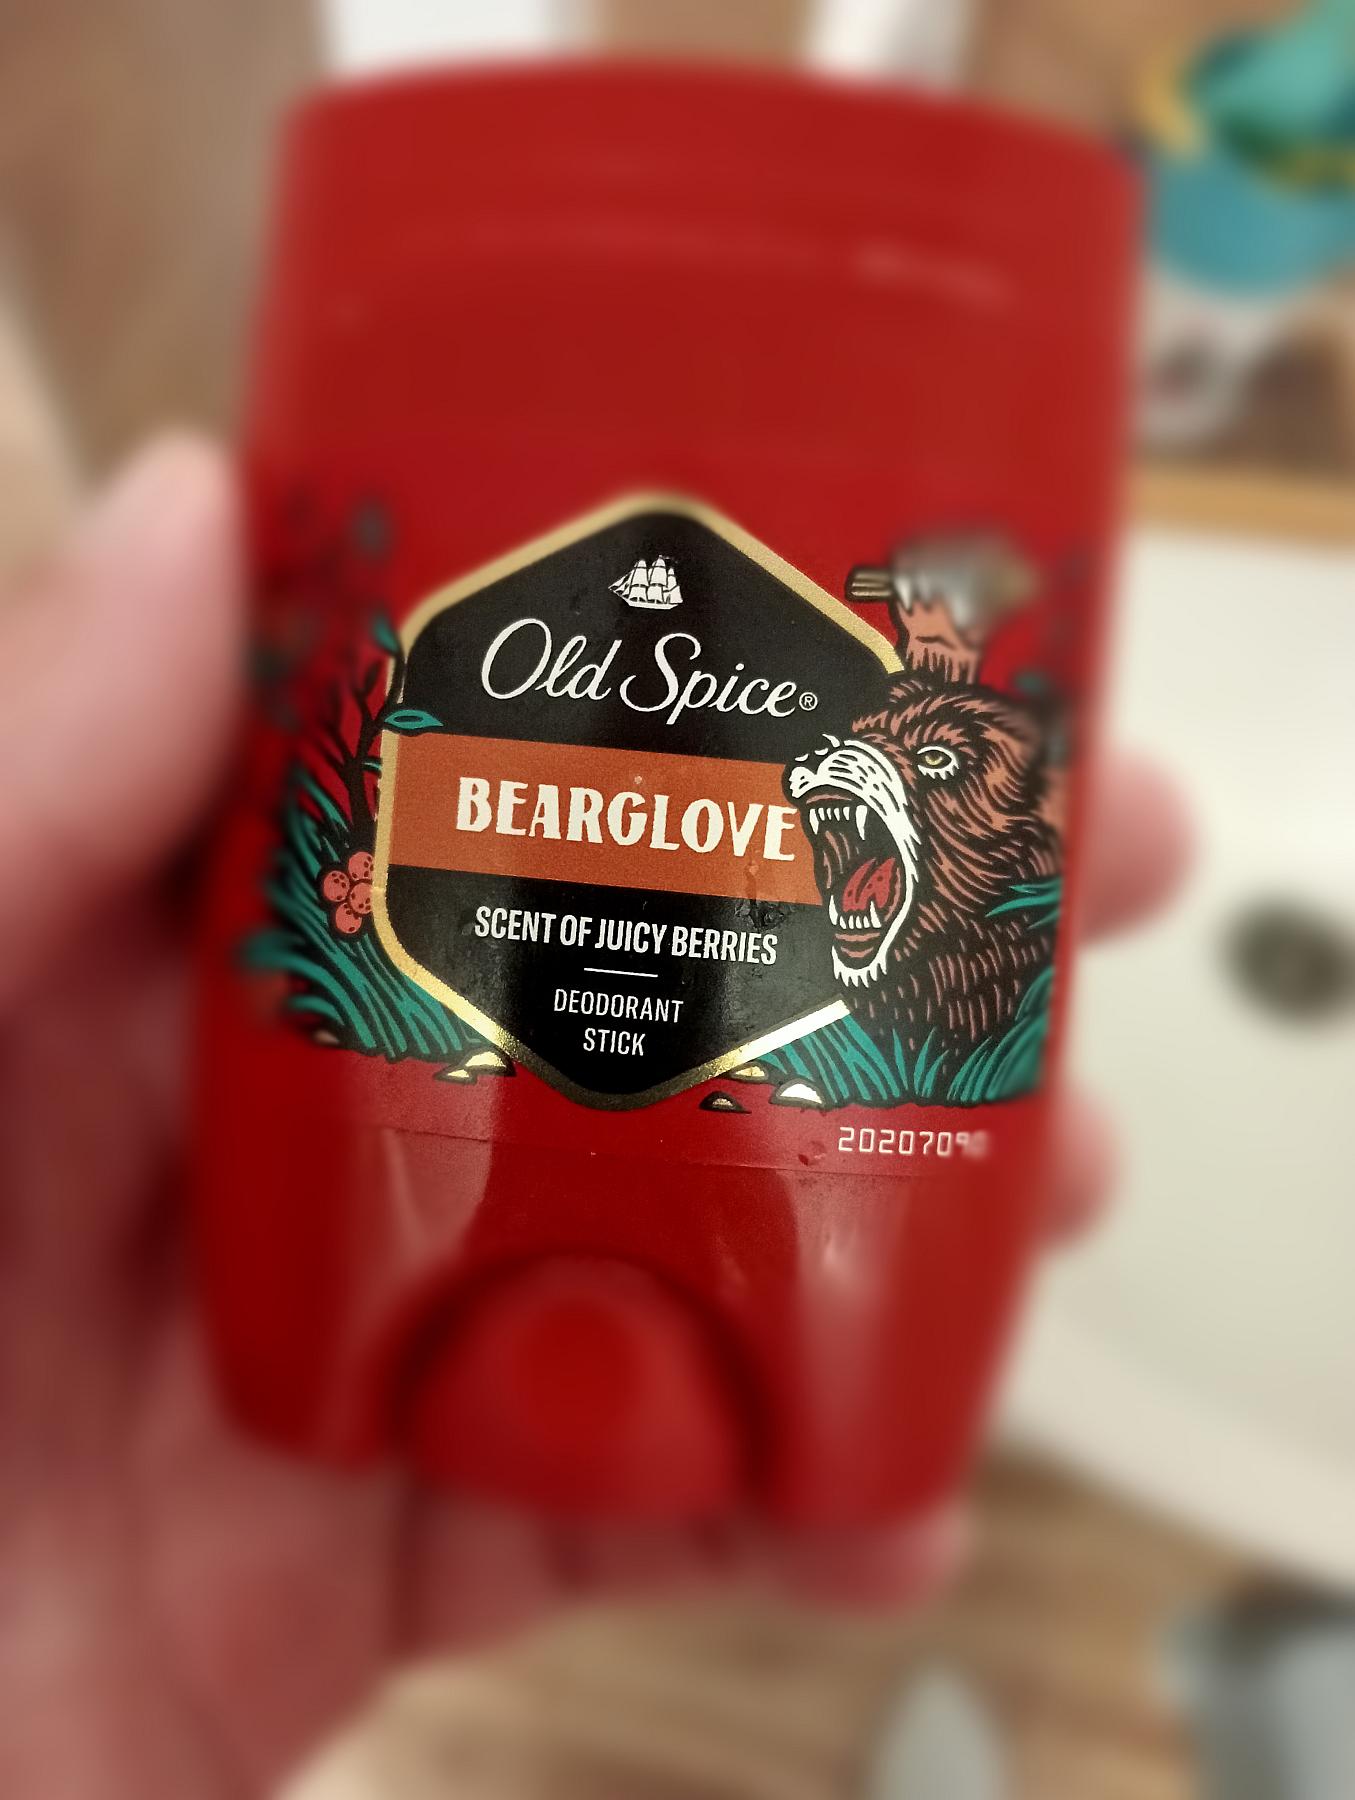 Old Spice®
BEARGLOVE
SCENT OF JUICY BERRIES
DEODORANT
STICK